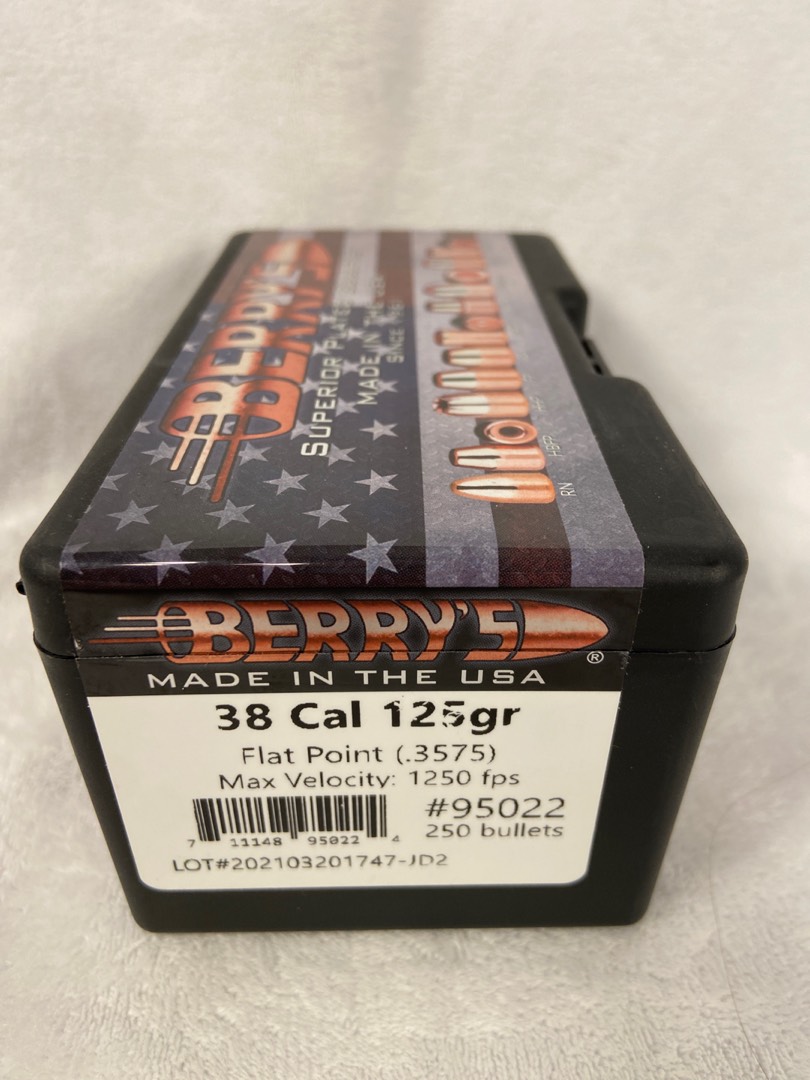 BERRY'S
SUPERIOR PLATED
MADE IN THE USA
SINCE
RN
HBFP
BERRY'S®
MADE IN THE USA
38 Cal 125gr
Flat Point (.3575)
Max Velocity: 1250 fps
#95022
250 bullets
7 11148 95022 4
LOT#202103201747-JD2